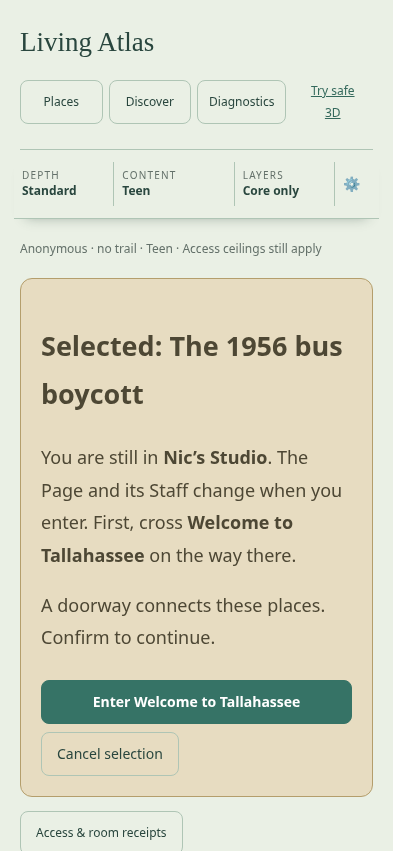 Living Atlas
Places
Discover
Diagnostics
Try safe
3D
DEPTH
Standard
CONTENT
Teen
LAYERS
Core only
Anonymous · no trail · Teen · Access ceilings still apply
Selected: The 1956 bus
boycott
You are still in Nic’s Studio. The
Page and its Staff change when you
enter. First, cross Welcome to
Tallahassee on the way there.
A doorway connects these places.
Confirm to continue.
Enter Welcome to Tallahassee
Cancel selection
Access & room receipts